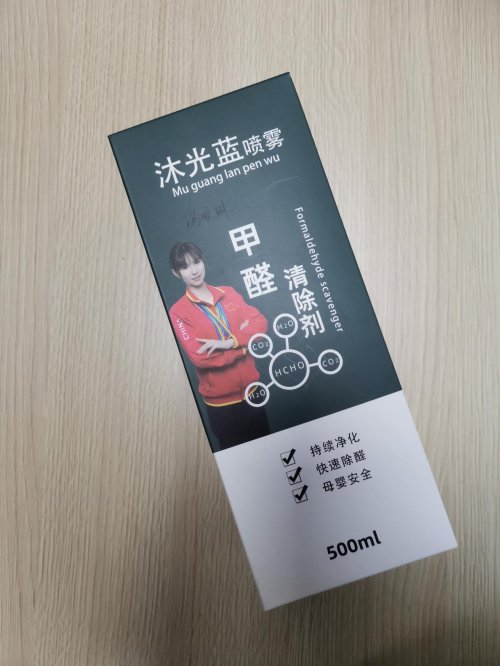 沐光蓝喷雾
Mu guang lan pen wu
甲醛
清除剂
Formaldehyde scavenger
CHINA
H₂O
CO₂
HCHO
CO₂
H₂O
持续净化
快速除醛
母婴安全
500ml